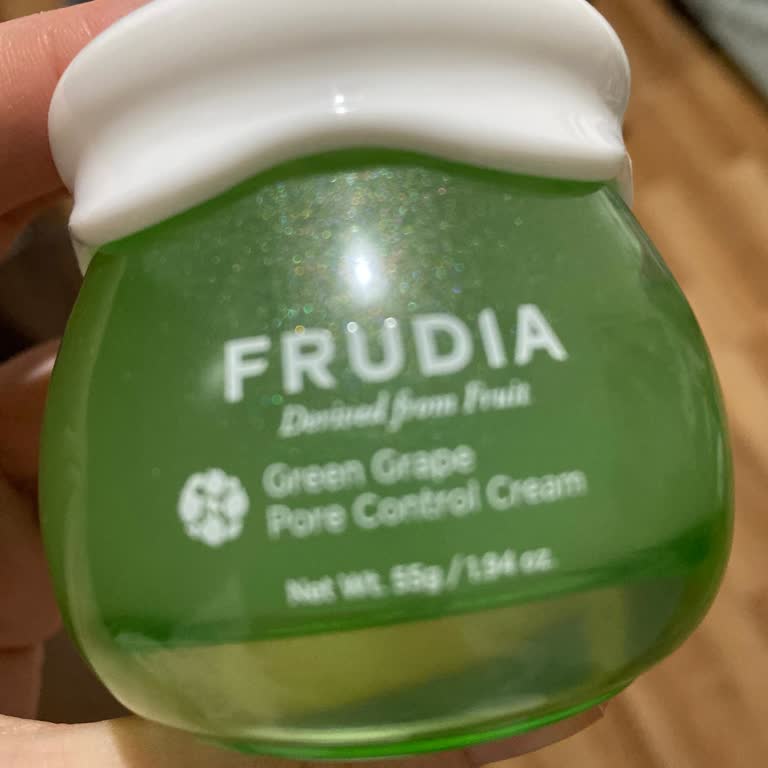 FRUDIA
Derived from Fruit
Green Grape
Pore Control Cream
Net Wt. 55g / 1.94 oz.